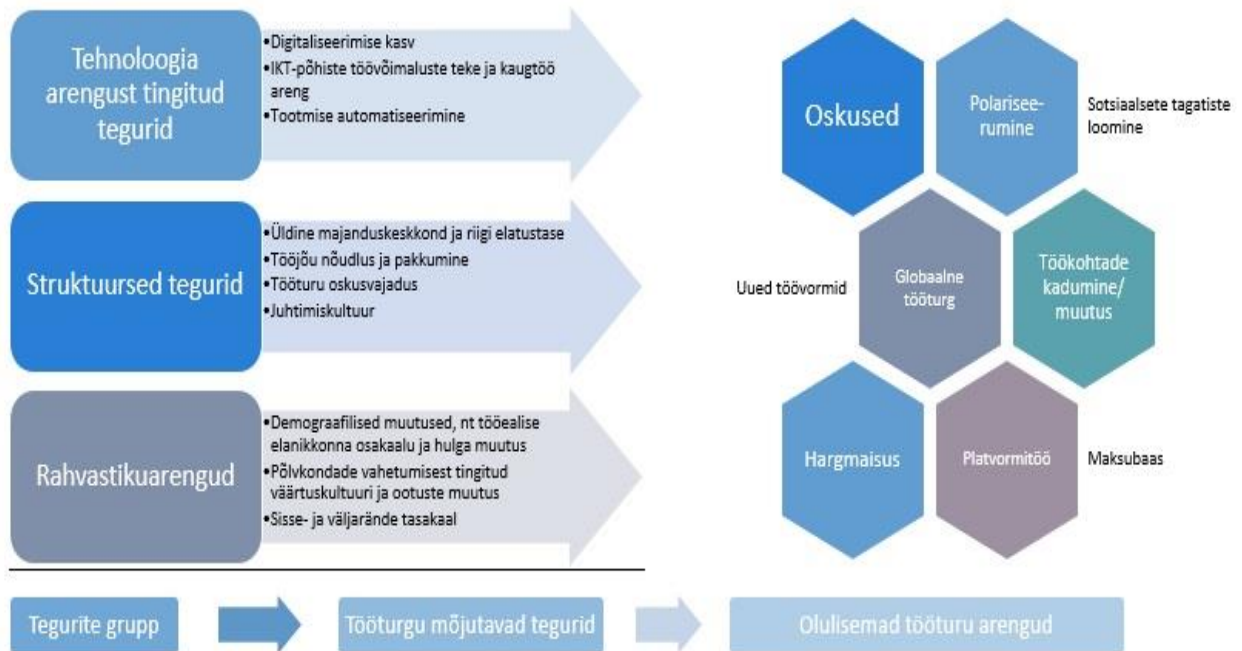 Tehnoloogia
arengust tingitud
tegurid
•Digitaliseerimise kasv
•IKT-põhiste töövõimaluste teke ja kaugtöö
areng
•Tootmise automatiseerimine
Struktuursed tegurid
•Üldine majanduskeskkond ja riigi elatustase
•Tööjõu nõudlus ja pakkumine
•Tööturu oskusvajadus
•Juhtimiskultuur
Rahvastikuarengud
•Demograafilised muutused, nt tööealise
elanikkonna osakaalu ja hulga muutus
•Põlvkondade vahetumisest tingitud
väärtuskultuuri ja ootuste muutus
•Sisse- ja väljarände tasakaal
Oskused
Polarisee-
rumine
Sotsiaalsete tagatiste
loomine
Uued töövormid
Globaalne
tööturg
Töökohtade
kadumine/
muutus
Hargmaisus
Platvormitöö
Maksubaas
Tegurite grupp
Tööturgu mõjutavad tegurid
Olulisemad tööturu arengud